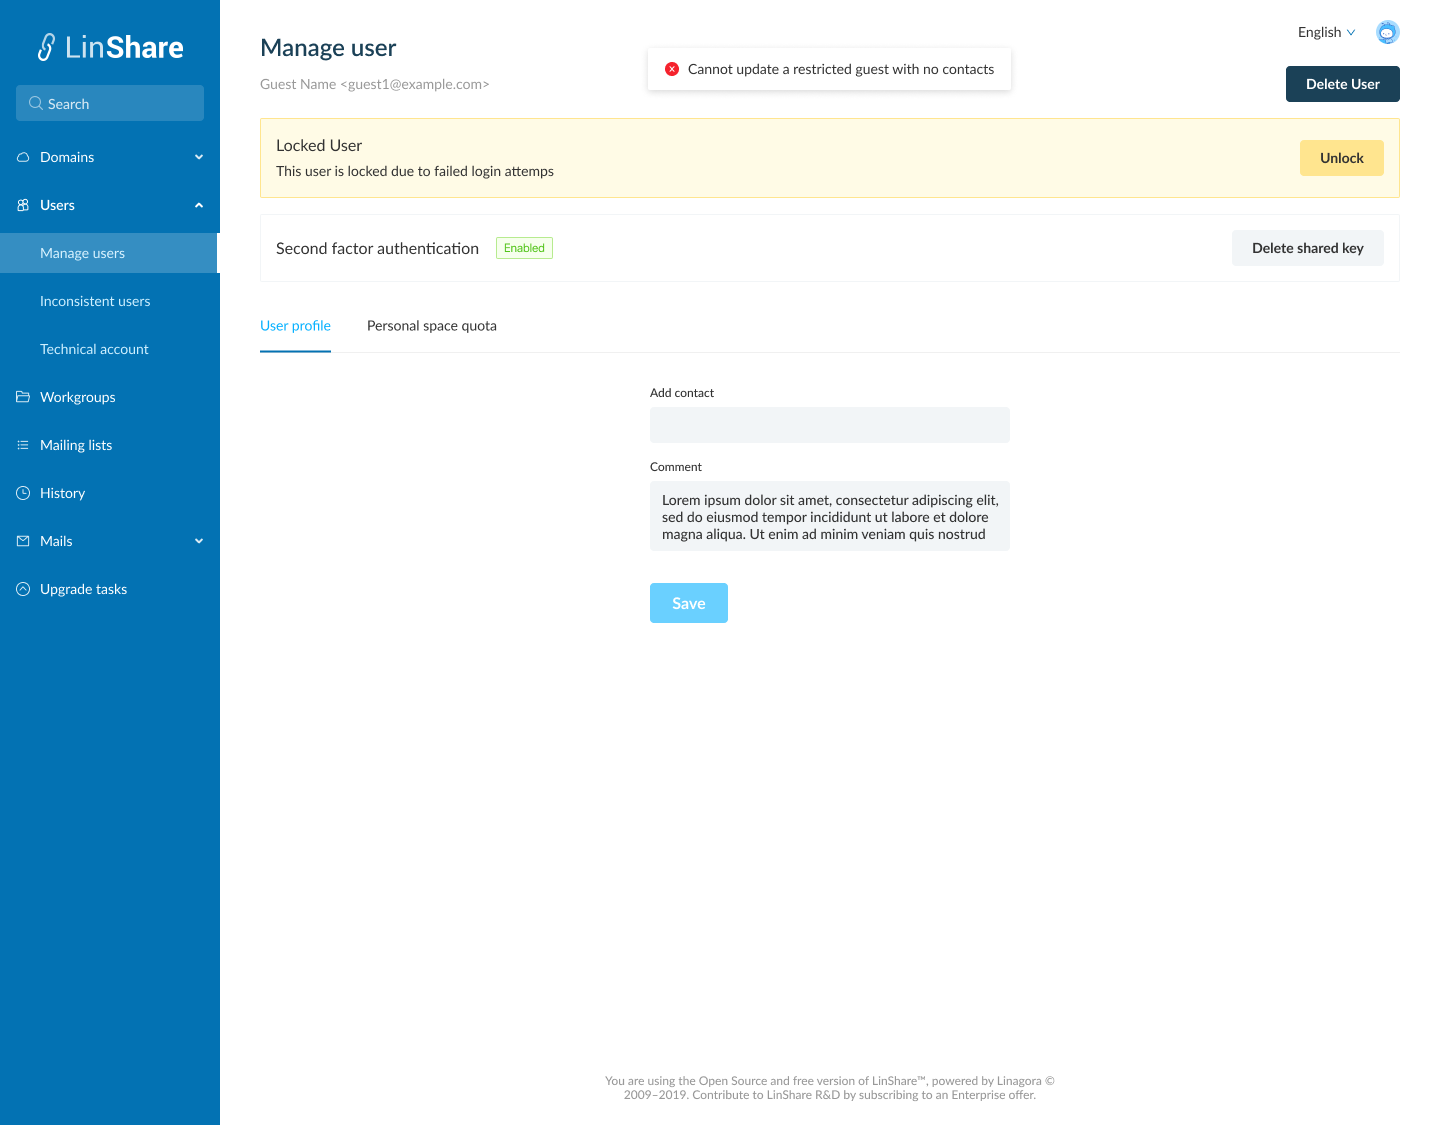 LinShare
Search
Domains
Users
Manage users
Inconsistent users
Technical account
Workgroups
Mailing lists
History
Mails
Upgrade tasks
English
Manage user
Guest Name <guest1@example.com>
Cannot update a restricted guest with no contacts
Delete User
Locked User
This user is locked due to failed login attemps
Unlock
Second factor authentication
Enabled
Delete shared key
User profile
Personal space quota
Add contact
Comment
Lorem ipsum dolor sit amet, consectetur adipiscing elit,
sed do eiusmod tempor incididunt ut labore et dolore
magna aliqua. Ut enim ad minim veniam quis nostrud
Save
You are using the Open Source and free version of LinShare™, powered by Linagora ©
2009–2019. Contribute to LinShare R&D by subscribing to an Enterprise offer.